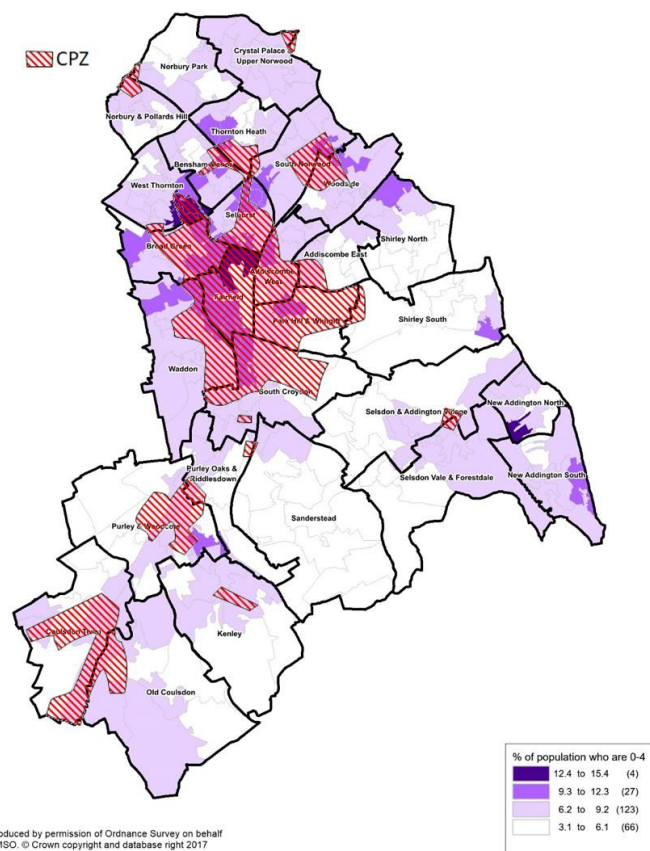 CPZ
Crystal Palace &
Upper Norwood
Norbury Park
Norbury & Pollards Hill
Thornton Heath
Bensham Manor
South Norwood
Woodside
West Thornton
Selhurst
Broad Green
Addiscombe East
Shirley North
Addiscombe
West
Fairfield
Park Hill & Whitgift
Shirley South
Waddon
South Croydon
New Addington North
Selsdon & Addington Village
Purley Oaks &
Riddlesdown
Selsdon Vale & Forestdale
New Addington South
Sanderstead
Purley & Woodcote
Coulsdon Town
Kenley
Old Coulsdon
% of population who are 0-4
12.4 to 15.4 (4)
9.3 to 12.3 (27)
6.2 to 9.2 (123)
3.1 to 6.1 (66)
oduced by permission of Ordnance Survey on behalf
MSO. © Crown copyright and database right 2017